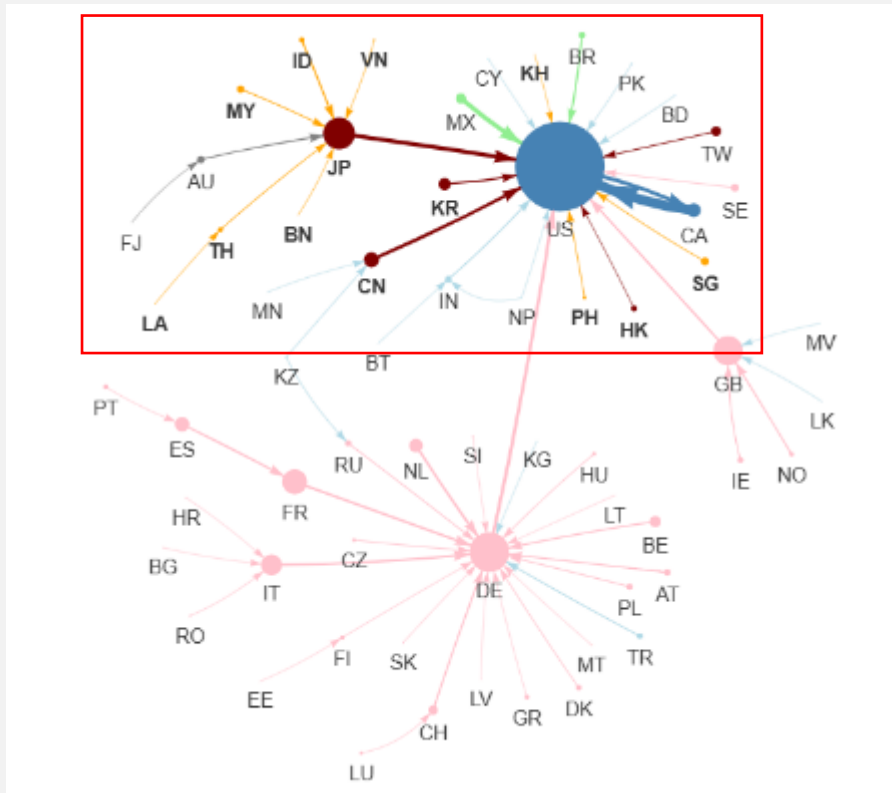 ID
VN
CY
KH
BR
PK
MY
MX
BD
TW
JP
AU
KR
SE
US
CA
FJ
TH
BN
CN
SG
MN
IN
NP
PH
HK
LA
BT
KZ
GB
MV
PT
LK
ES
RU
NL
SI
KG
HU
IE
NO
FR
HR
LT
BE
CZ
BG
IT
DE
AT
PL
RO
FI
SK
MT
TR
EE
LV
GR
DK
CH
LU